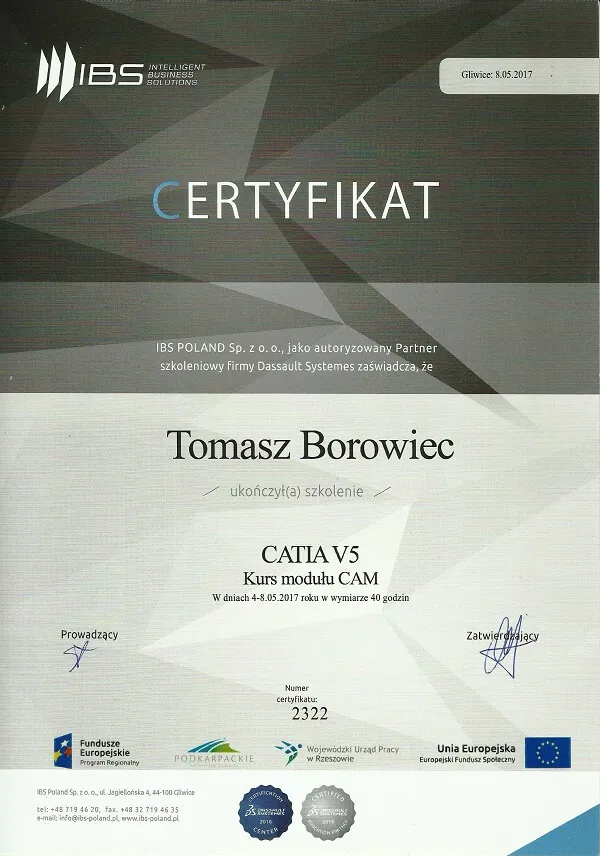 IBS INTELLIGENT
BUSINESS
SOLUTIONS
Gliwice: 8.05.2017
CERTYFIKAT
IBS POLAND Sp. z o. o., jako autoryzowany Partner
szkoleniowy firmy Dassault Systemes zaświadcza, że
Tomasz Borowiec
ukończył(a) szkolenie
CATIA V5
Kurs modułu CAM
W dniach 4-8.05.2017 roku w wymiarze 40 godzin
Prowadzący
Zatwierdzający
Numer
certyfikatu:
2322
Fundusze
Europejskie
Program Regionalny
PODKARPACKIE
Wojewódzki Urząd Pracy
w Rzeszowie
Unia Europejska
Europejski Fundusz Społeczny
IBS Poland Sp. z o. o., ul. Jagiellońska 4, 44-100 Gliwice
tel: +48 719 46 20, fax. +48 32 719 46 35
e-mail: info@ibs-poland.pl, www.ibs-poland.pl
CERTIFICATION
DASSAULT
SYSTEMES
2016
CENTER
CERTIFIED
DASSAULT
SYSTEMES
2016